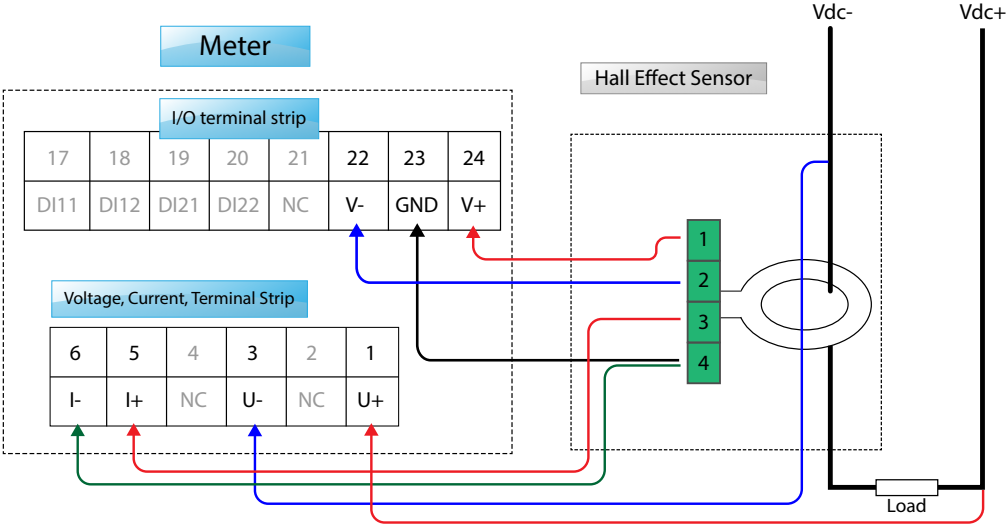 Vdc- Vdc+
Meter
Hall Effect Sensor
I/O terminal strip
17 18 19 20 21 22 23 24
DI11 DI12 DI21 DI22 NC V- GND V+
1
2
3
4
Voltage, Current, Terminal Strip
6 5 4 3 2 1
I- I+ NC U- NC U+
Load